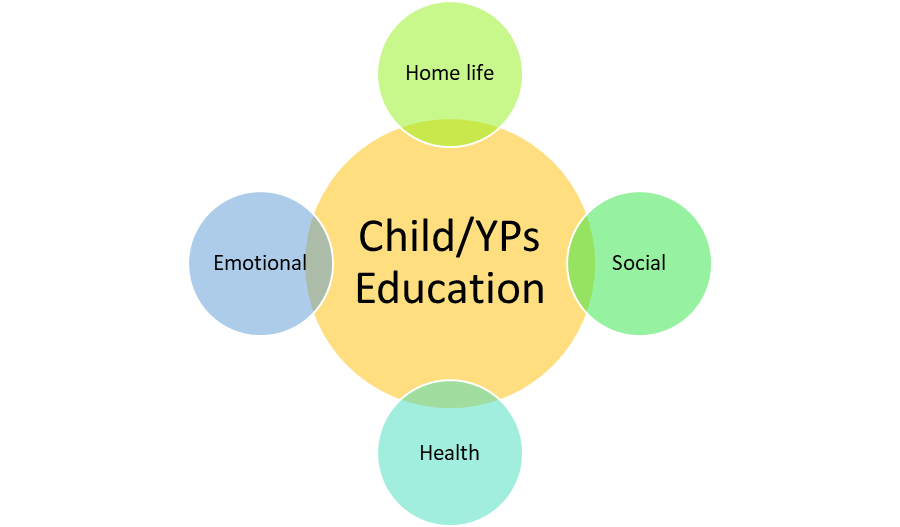 Home life
Emotional
Child/YPs
Education
Social
Health